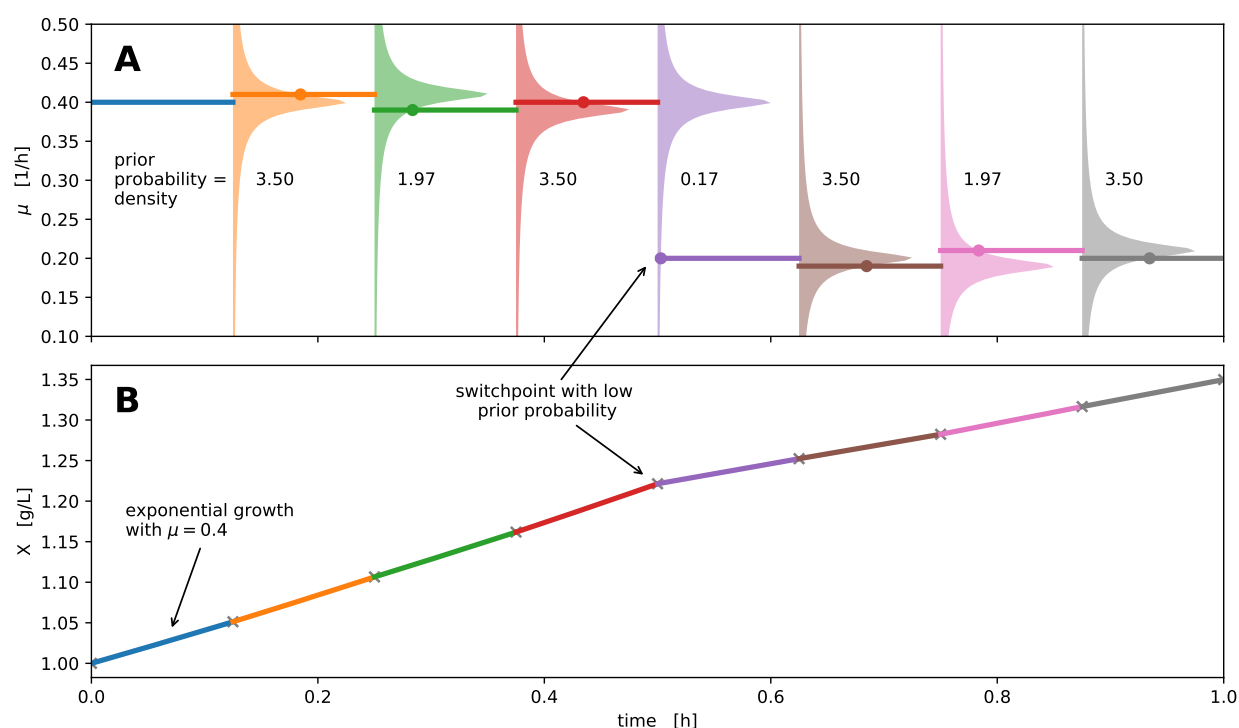 0.50
A
0.45
0.40
0.35
μ [1/h]
prior
probability = 3.50 1.97 3.50 0.17 3.50 1.97 3.50
density
0.30
0.25
0.20
0.15
0.10
switchpoint with low
prior probability
B
1.35
1.30
1.25
1.20
X [g/L]
exponential growth
with μ = 0.4
1.15
1.10
1.05
1.00
0.0 0.2 0.4 0.6 0.8 1.0
time [h]